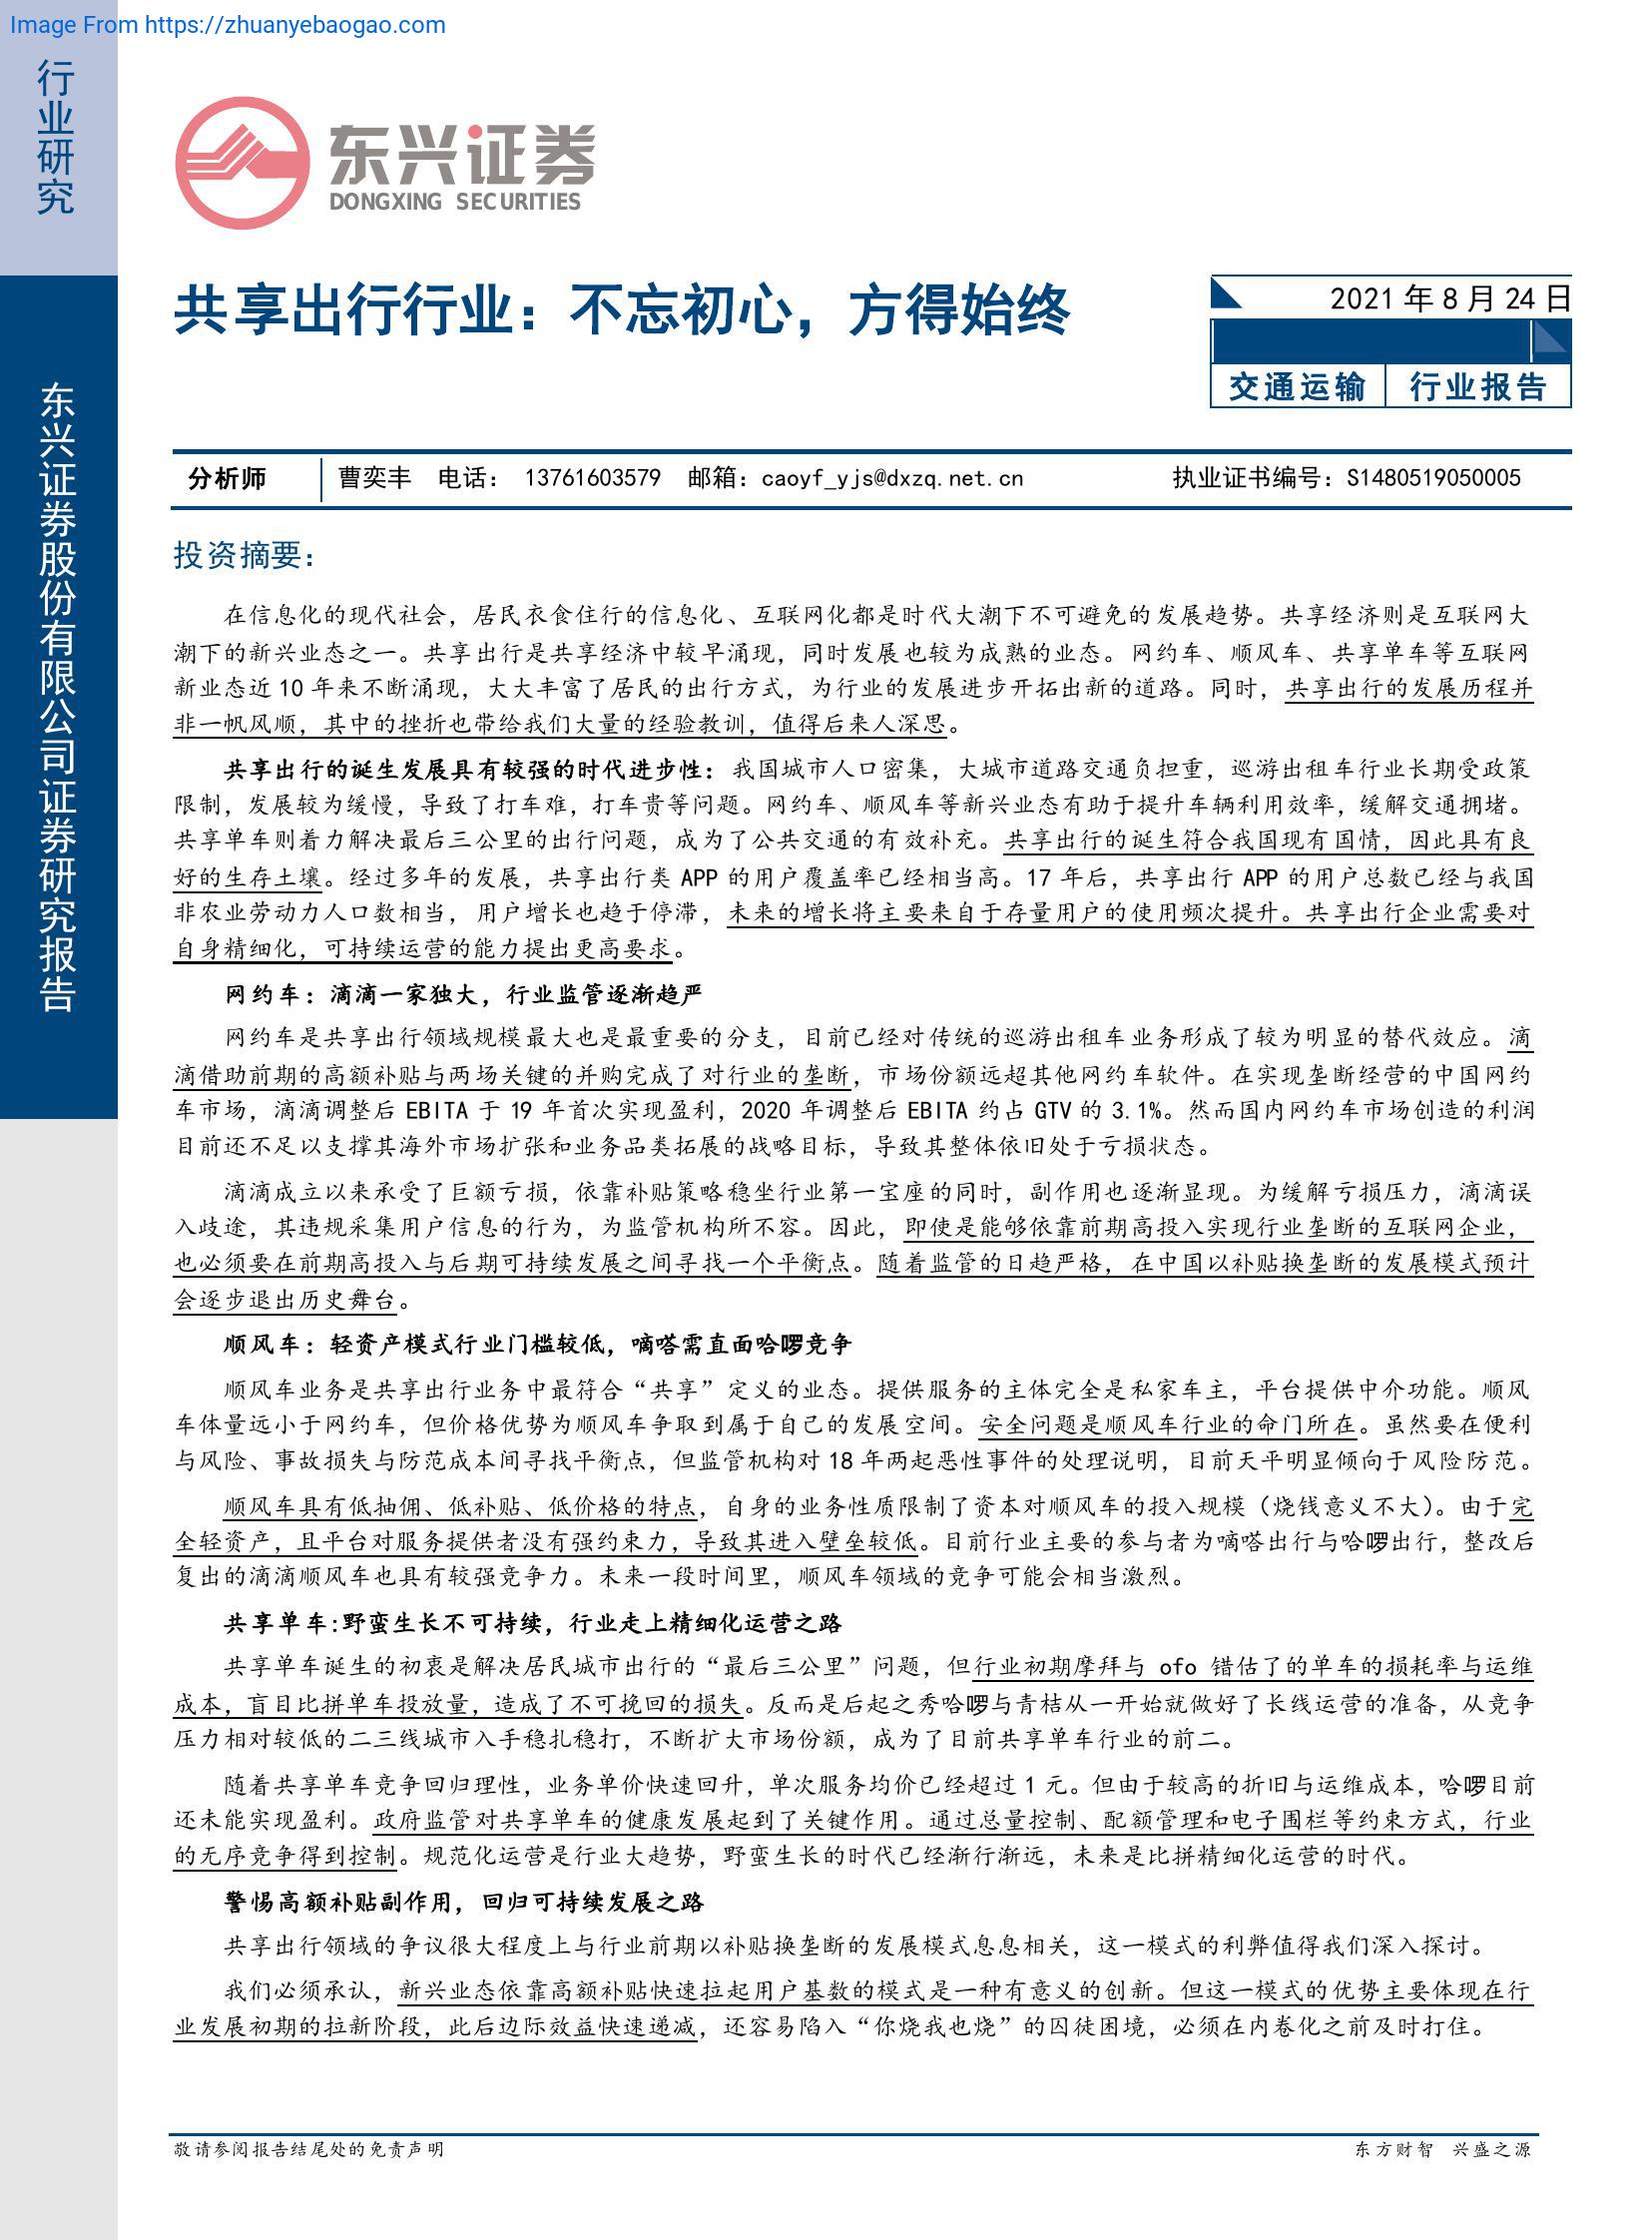 Image From https://zhuanyebaogao.com
行业研究
东兴证券股份有限公司证券研究报告
东兴证券
DONGXING SECURITIES
共享出行行业：不忘初心，方得始终
2021 年 8 月 24 日
交通运输 行业报告
分析师 曹奕丰 电话： 13761603579 邮箱：caoyf_yjs@dxzq.net.cn 执业证书编号：S1480519050005
投资摘要：
在信息化的现代社会，居民衣食住行的信息化、互联网化都是时代大潮下不可避免的发展趋势。共享经济则是互联网大
潮下的新兴业态之一。共享出行是共享经济中较早涌现，同时发展也较为成熟的业态。网约车、顺风车、共享单车等互联网
新业态近 10 年来不断涌现，大大丰富了居民的出行方式，为行业的发展进步开拓出新的道路。同时，共享出行的发展历程并
非一帆风顺，其中的挫折也带给我们大量的经验教训，值得后来人深思。
共享出行的诞生发展具有较强的时代进步性：我国城市人口密集，大城市道路交通负担重，巡游出租车行业长期受政策
限制，发展较为缓慢，导致了打车难，打车贵等问题。网约车、顺风车等新兴业态有助于提升车辆利用效率，缓解交通拥堵。
共享单车则着力解决最后三公里的出行问题，成为了公共交通的有效补充。共享出行的诞生符合我国现有国情，因此具有良
好的生存土壤。经过多年的发展，共享出行类 APP 的用户覆盖率已经相当高。17 年后，共享出行 APP 的用户总数已经与我国
非农业劳动力人口数相当，用户增长也趋于停滞，未来的增长将主要来自于存量用户的使用频次提升。共享出行企业需要对
自身精细化，可持续运营的能力提出更高要求。
网约车：滴滴一家独大，行业监管逐渐趋严
网约车是共享出行领域规模最大也是最重要的分支，目前已经对传统的巡游出租车业务形成了较为明显的替代效应。滴
滴借助前期的高额补贴与两场关键的并购完成了对行业的垄断，市场份额远超其他网约车软件。在实现垄断经营的中国网约
车市场，滴滴调整后 EBITA 于 19 年首次实现盈利，2020 年调整后 EBITA 约占 GTV 的 3.1%。然而国内网约车市场创造的利润
目前还不足以支撑其海外市场扩张和业务品类拓展的战略目标，导致其整体依旧处于亏损状态。
滴滴成立以来承受了巨额亏损，依靠补贴策略稳坐行业第一宝座的同时，副作用也逐渐显现。为缓解亏损压力，滴滴误
入歧途，其违规采集用户信息的行为，为监管机构所不容。因此，即使是能够依靠前期高投入实现行业垄断的互联网企业，
也必须要在前期高投入与后期可持续发展之间寻找一个平衡点。随着监管的日趋严格，在中国以补贴换垄断的发展模式预计
会逐步退出历史舞台。
顺风车：轻资产模式行业门槛较低，嘀嗒需直面哈啰竞争
顺风车业务是共享出行业务中最符合“共享”定义的业态。提供服务的主体完全是私家车主，平台提供中介功能。顺风
车体量远小于网约车，但价格优势为顺风车争取到属于自己的发展空间。安全问题是顺风车行业的命门所在。虽然要在便利
与风险、事故损失与防范成本间寻找平衡点，但监管机构对 18 年两起恶性事件的处理说明，目前天平明显倾向于风险防范。
顺风车具有低抽佣、低补贴、低价格的特点，自身的业务性质限制了资本对顺风车的投入规模（烧钱意义不大）。由于完
全轻资产，且平台对服务提供者没有强约束力，导致其进入壁垒较低。目前行业主要的参与者为嘀嗒出行与哈啰出行，整改后
复出的滴滴顺风车也具有较强竞争力。未来一段时间里，顺风车领域的竞争可能会相当激烈。
共享单车:野蛮生长不可持续，行业走上精细化运营之路
共享单车诞生的初衷是解决居民城市出行的“最后三公里”问题，但行业初期摩拜与 ofo 错估了的单车的损耗率与运维
成本，盲目比拼单车投放量，造成了不可挽回的损失。反而是后起之秀哈啰与青桔从一开始就做好了长线运营的准备，从竞争
压力相对较低的二三线城市入手稳扎稳打，不断扩大市场份额，成为了目前共享单车行业的前二。
随着共享单车竞争回归理性，业务单价快速回升，单次服务均价已经超过 1 元。但由于较高的折旧与运维成本，哈啰目前
还未能实现盈利。政府监管对共享单车的健康发展起到了关键作用。通过总量控制、配额管理和电子围栏等约束方式，行业
的无序竞争得到控制。规范化运营是行业大趋势，野蛮生长的时代已经渐行渐远，未来是比拼精细化运营的时代。
警惕高额补贴副作用，回归可持续发展之路
共享出行领域的争议很大程度上与行业前期以补贴换垄断的发展模式息息相关，这一模式的利弊值得我们深入探讨。
我们必须承认，新兴业态依靠高额补贴快速拉起用户基数的模式是一种有意义的创新。但这一模式的优势主要体现在行
业发展初期的拉新阶段，此后边际效益快速递减，还容易陷入“你烧我也烧”的囚徒困境，必须在内卷化之前及时打住。
敬请参阅报告结尾处的免责声明 东方财智 兴盛之源